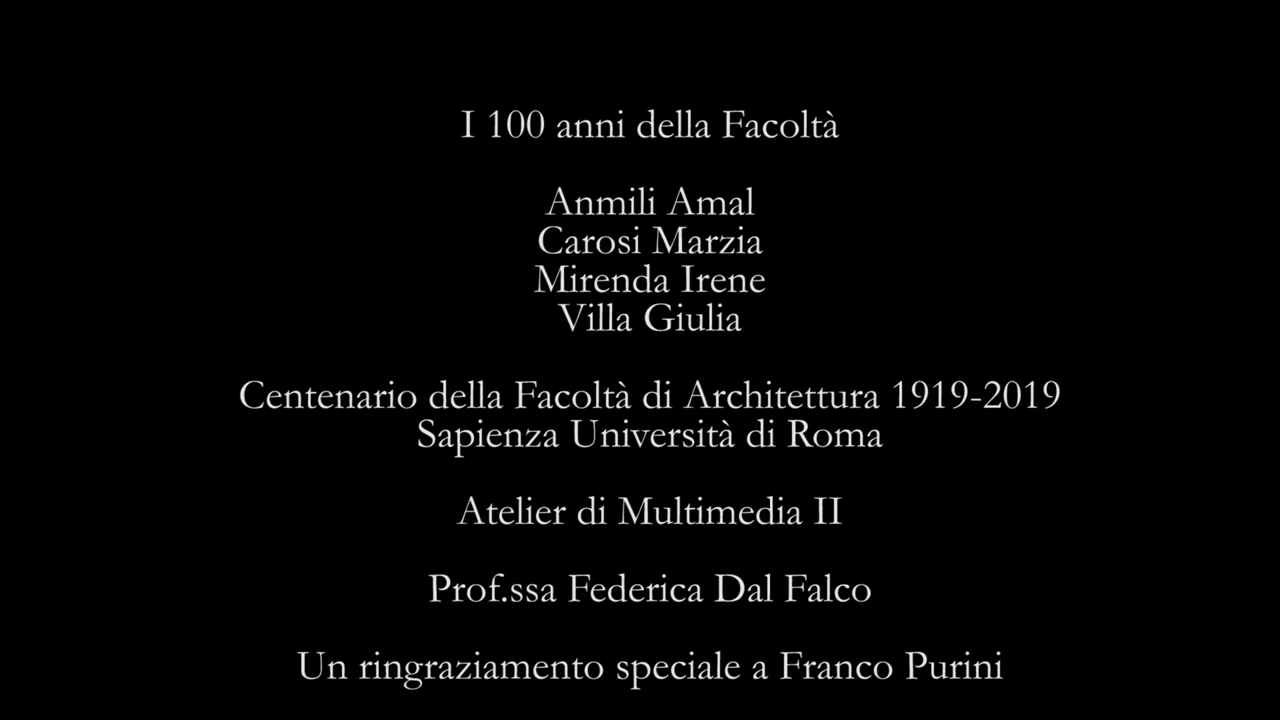 I 100 anni della Facoltà
Anmili Amal
Carosi Marzia
Mirenda Irene
Villa Giulia
Centenario della Facoltà di Architettura 1919-2019
Sapienza Università di Roma
Atelier di Multimedia II
Prof.ssa Federica Dal Falco
Un ringraziamento speciale a Franco Purini